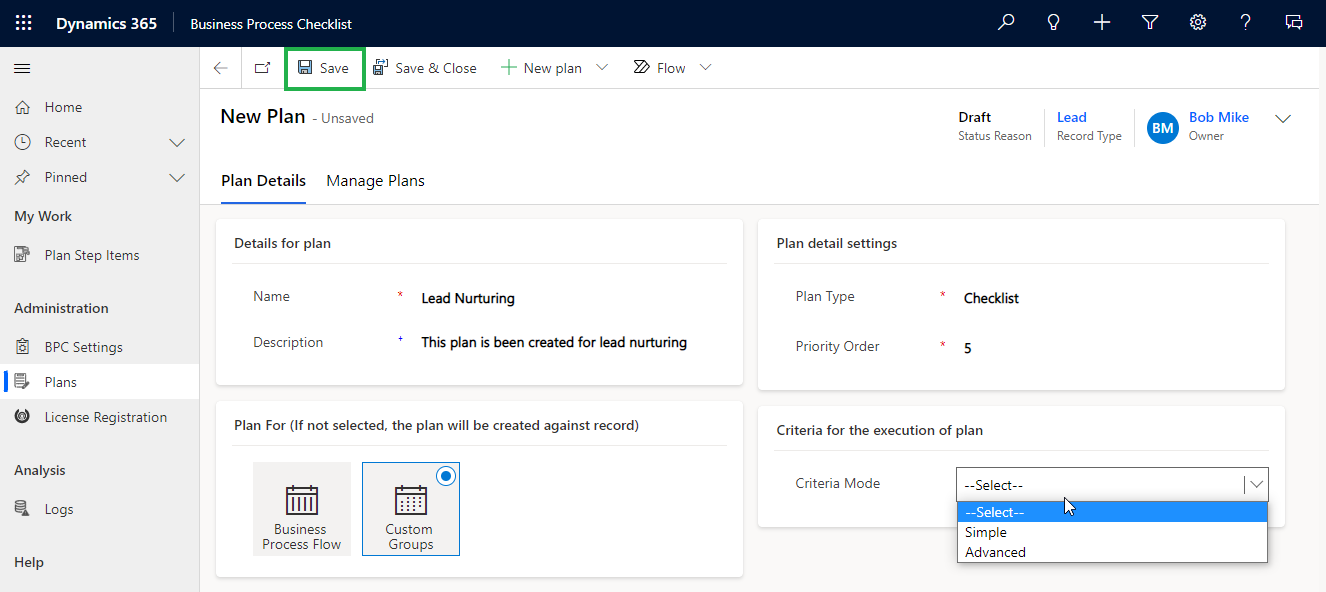 Dynamics 365 Business Process Checklist
Save Save & Close New plan Flow
Home
Recent
Pinned
My Work
Plan Step Items
Administration
BPC Settings
Plans
License Registration
Analysis
Logs
Help
New Plan - Unsaved
Draft
Status Reason
Lead
Record Type
BM
Bob Mike
Owner
Plan Details Manage Plans
Details for plan
Name * Lead Nurturing
Description + This plan is been created for lead nurturing
Plan detail settings
Plan Type * Checklist
Priority Order * 5
Plan For (If not selected, the plan will be created against record)
Business
Process Flow
Custom
Groups
Criteria for the execution of plan
Criteria Mode --Select--
--Select--
Simple
Advanced